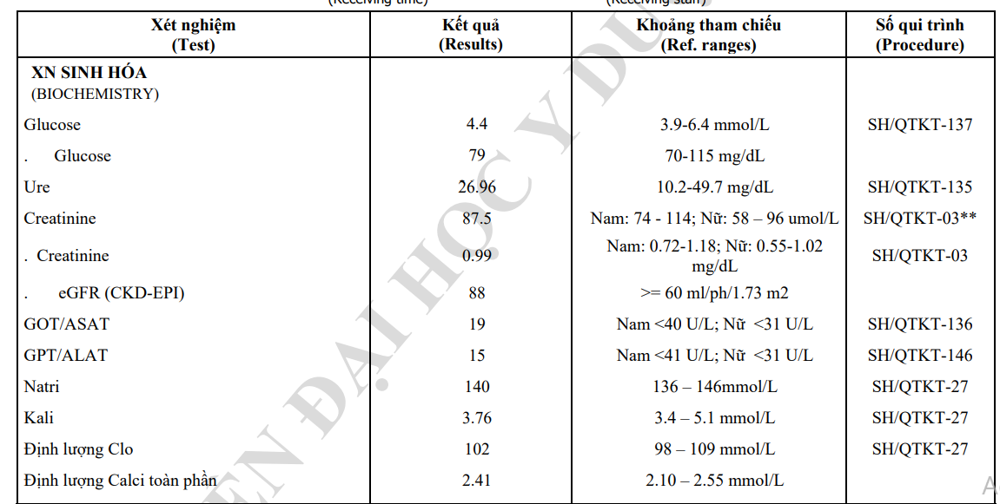 (Receiving time) (Receiving staff)
Xét nghiệm Kết quả Khoảng tham chiếu Số qui trình
(Test) (Results) (Ref. ranges) (Procedure)
XN SINH HÓA
(BIOCHEMISTRY)
Glucose 4.4 3.9-6.4 mmol/L SH/QTKT-137
. Glucose 79 70-115 mg/dL
Ure 26.96 10.2-49.7 mg/dL SH/QTKT-135
Creatinine 87.5 Nam: 74 - 114; Nữ: 58 – 96 umol/L SH/QTKT-03**
. Creatinine 0.99 Nam: 0.72-1.18; Nữ: 0.55-1.02 mg/dL SH/QTKT-03
. eGFR (CKD-EPI) 88 >= 60 ml/ph/1.73 m2
GOT/ASAT 19 Nam <40 U/L; Nữ <31 U/L SH/QTKT-136
GPT/ALAT 15 Nam <41 U/L; Nữ <31 U/L SH/QTKT-146
Natri 140 136 – 146mmol/L SH/QTKT-27
Kali 3.76 3.4 – 5.1 mmol/L SH/QTKT-27
Định lượng Clo 102 98 – 109 mmol/L SH/QTKT-27
Định lượng Calci toàn phần 2.41 2.10 – 2.55 mmol/L
ĐẠI HỌC Y